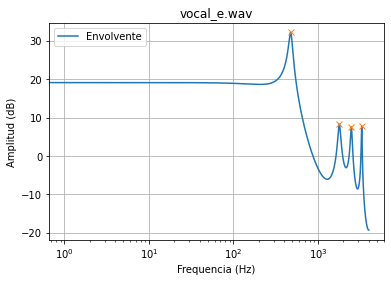 vocal_e.wav
Envolvente
Amplitud (dB)
30
20
10
0
−10
−20
10⁰ 10¹ 10² 10³
Frequencia (Hz)